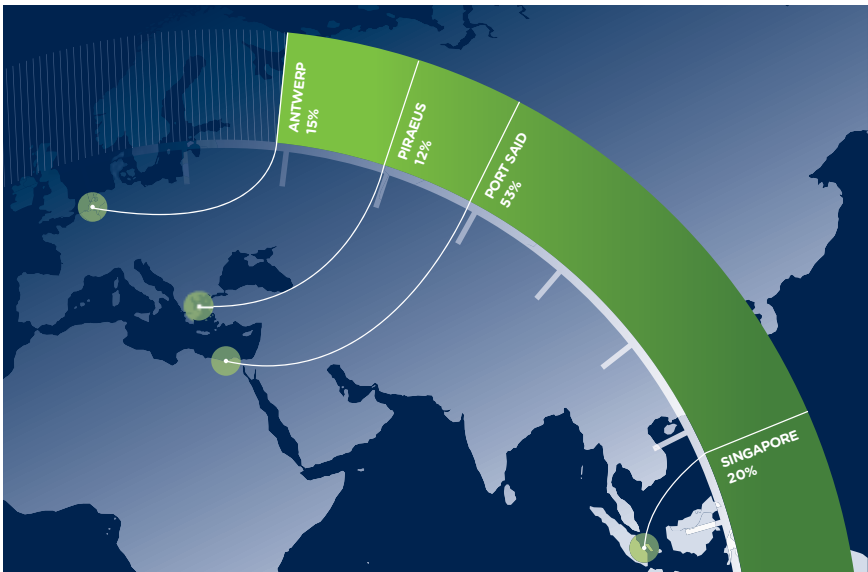 ANTWERP
15%
PIRAEUS
12%
PORT SAID
53%
SINGAPORE
20%